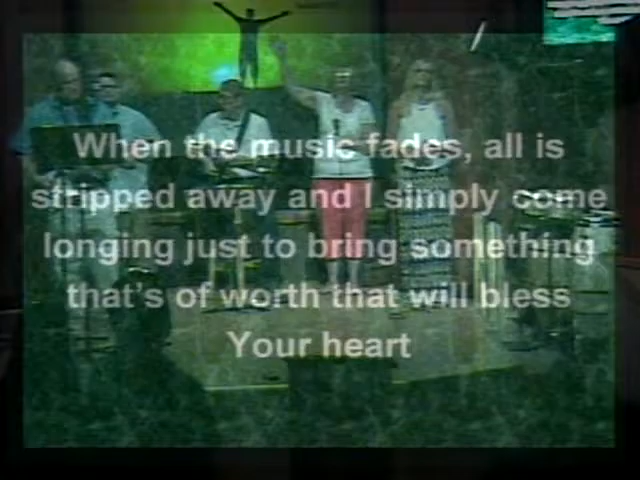 When the music fades, all is
stripped away and I simply come
longing just to bring something
that's of worth that will bless
Your heart